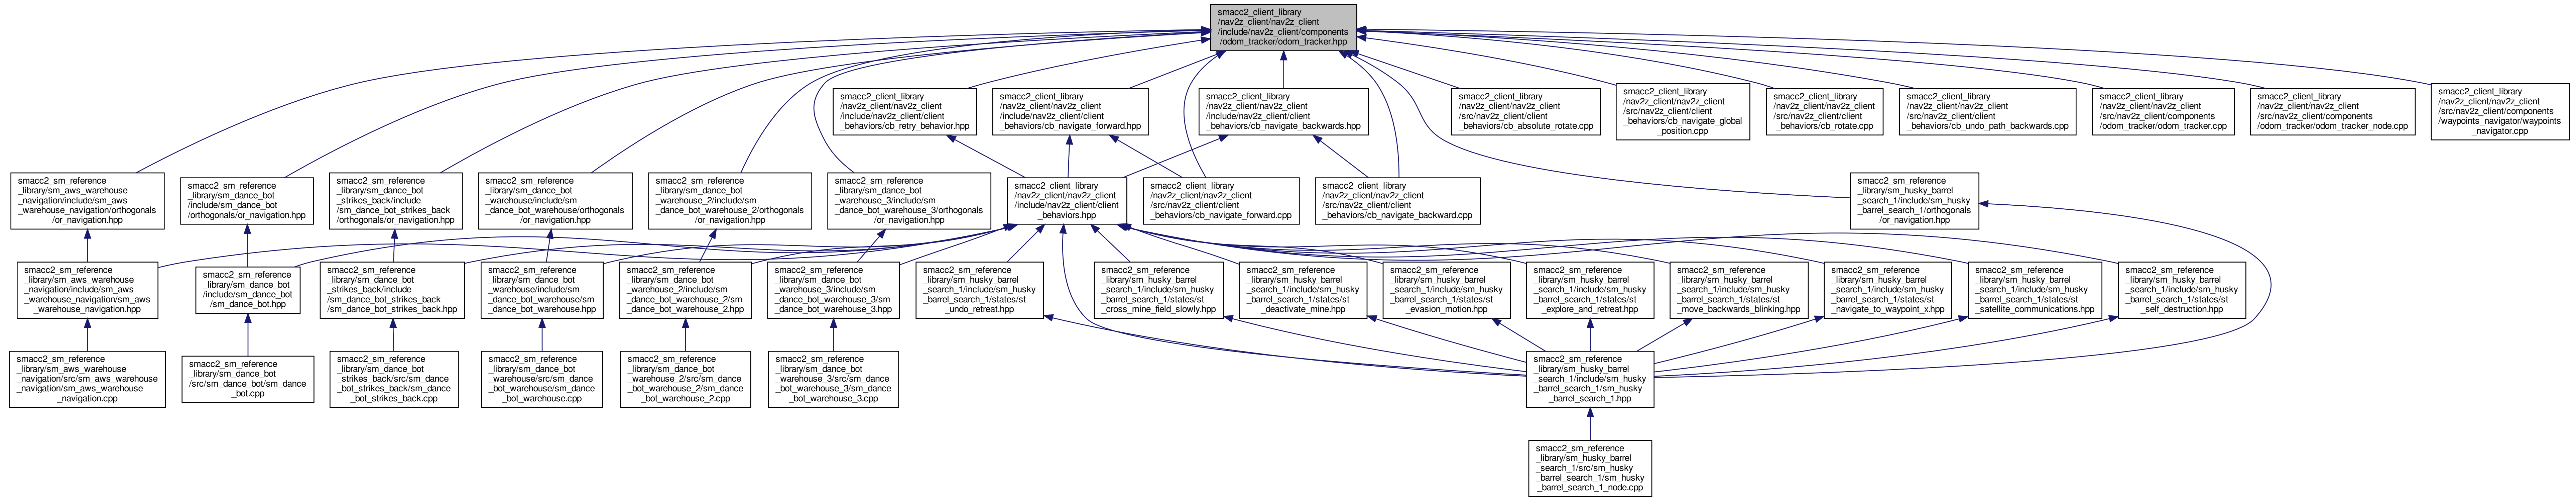 smacc2_client_library
/nav2z_client/nav2z_client
/include/nav2z_client/components
/odom_tracker/odom_tracker.hpp
smacc2_client_library
/nav2z_client/nav2z_client
/include/nav2z_client/client
_behaviors/cb_retry_behavior.hpp
smacc2_client_library
/nav2z_client/nav2z_client
/include/nav2z_client/client
_behaviors/cb_navigate_forward.hpp
smacc2_client_library
/nav2z_client/nav2z_client
/include/nav2z_client/client
_behaviors/cb_navigate_backwards.hpp
smacc2_client_library
/nav2z_client/nav2z_client
/src/nav2z_client/client
_behaviors/cb_absolute_rotate.cpp
smacc2_client_library
/nav2z_client/nav2z_client
/src/nav2z_client/client
_behaviors/cb_navigate_global
_position.cpp
smacc2_client_library
/nav2z_client/nav2z_client
/src/nav2z_client/client
_behaviors/cb_rotate.cpp
smacc2_client_library
/nav2z_client/nav2z_client
/src/nav2z_client/client
_behaviors/cb_undo_path_backwards.cpp
smacc2_client_library
/nav2z_client/nav2z_client
/src/nav2z_client/components
/odom_tracker/odom_tracker.cpp
smacc2_client_library
/nav2z_client/nav2z_client
/src/nav2z_client/components
/odom_tracker/odom_tracker_node.cpp
smacc2_client_library
/nav2z_client/nav2z_client
/src/nav2z_client/components
/waypoints_navigator/waypoints
_navigator.cpp
smacc2_sm_reference
_library/sm_aws_warehouse
_navigation/include/sm_aws
_warehouse_navigation/orthogonals
/or_navigation.hpp
smacc2_sm_reference
_library/sm_dance_bot
/include/sm_dance_bot
/orthogonals/or_navigation.hpp
smacc2_sm_reference
_library/sm_dance_bot
_strikes_back/include
/sm_dance_bot_strikes_back
/orthogonals/or_navigation.hpp
smacc2_sm_reference
_library/sm_dance_bot
_warehouse/include/sm
_dance_bot_warehouse/orthogonals
/or_navigation.hpp
smacc2_sm_reference
_library/sm_dance_bot
_warehouse_2/include/sm
_dance_bot_warehouse_2/orthogonals
/or_navigation.hpp
smacc2_sm_reference
_library/sm_dance_bot
_warehouse_3/include/sm
_dance_bot_warehouse_3/orthogonals
/or_navigation.hpp
smacc2_client_library
/nav2z_client/nav2z_client
/include/nav2z_client/client
_behaviors.hpp
smacc2_client_library
/nav2z_client/nav2z_client
/src/nav2z_client/client
_behaviors/cb_navigate_forward.cpp
smacc2_client_library
/nav2z_client/nav2z_client
/src/nav2z_client/client
_behaviors/cb_navigate_backward.cpp
smacc2_sm_reference
_library/sm_husky_barrel
_search_1/include/sm_husky
_barrel_search_1/orthogonals
/or_navigation.hpp
smacc2_sm_reference
_library/sm_aws_warehouse
_navigation/include/sm_aws
_warehouse_navigation/sm_aws
_warehouse_navigation.hpp
smacc2_sm_reference
_library/sm_dance_bot
/include/sm_dance_bot
/sm_dance_bot.hpp
smacc2_sm_reference
_library/sm_dance_bot
_strikes_back/include
/sm_dance_bot_strikes_back
/sm_dance_bot_strikes_back.hpp
smacc2_sm_reference
_library/sm_dance_bot
_warehouse/include/sm
_dance_bot_warehouse/sm
_dance_bot_warehouse.hpp
smacc2_sm_reference
_library/sm_dance_bot
_warehouse_2/include/sm
_dance_bot_warehouse_2/sm
_dance_bot_warehouse_2.hpp
smacc2_sm_reference
_library/sm_dance_bot
_warehouse_3/include/sm
_dance_bot_warehouse_3/sm
_dance_bot_warehouse_3.hpp
smacc2_sm_reference
_library/sm_husky_barrel
_search_1/include/sm_husky
_barrel_search_1/states/st
_undo_retreat.hpp
smacc2_sm_reference
_library/sm_husky_barrel
_search_1/include/sm_husky
_barrel_search_1/states/st
_cross_mine_field_slowly.hpp
smacc2_sm_reference
_library/sm_husky_barrel
_search_1/include/sm_husky
_barrel_search_1/states/st
_deactivate_mine.hpp
smacc2_sm_reference
_library/sm_husky_barrel
_search_1/include/sm_husky
_barrel_search_1/states/st
_evasion_motion.hpp
smacc2_sm_reference
_library/sm_husky_barrel
_search_1/include/sm_husky
_barrel_search_1/states/st
_explore_and_retreat.hpp
smacc2_sm_reference
_library/sm_husky_barrel
_search_1/include/sm_husky
_barrel_search_1/states/st
_move_backwards_blinking.hpp
smacc2_sm_reference
_library/sm_husky_barrel
_search_1/include/sm_husky
_barrel_search_1/states/st
_navigate_to_waypoint_x.hpp
smacc2_sm_reference
_library/sm_husky_barrel
_search_1/include/sm_husky
_barrel_search_1/states/st
_satellite_communications.hpp
smacc2_sm_reference
_library/sm_husky_barrel
_search_1/include/sm_husky
_barrel_search_1/states/st
_self_destruction.hpp
smacc2_sm_reference
_library/sm_aws_warehouse
_navigation/src/sm_aws_warehouse
_navigation/sm_aws_warehouse
_navigation.cpp
smacc2_sm_reference
_library/sm_dance_bot
/src/sm_dance_bot/sm_dance
_bot.cpp
smacc2_sm_reference
_library/sm_dance_bot
_strikes_back/src/sm_dance
_bot_strikes_back/sm_dance
_bot_strikes_back.cpp
smacc2_sm_reference
_library/sm_dance_bot
_warehouse/src/sm_dance
_bot_warehouse/sm_dance
_bot_warehouse.cpp
smacc2_sm_reference
_library/sm_dance_bot
_warehouse_2/src/sm_dance
_bot_warehouse_2/sm_dance
_bot_warehouse_2.cpp
smacc2_sm_reference
_library/sm_dance_bot
_warehouse_3/src/sm_dance
_bot_warehouse_3/sm_dance
_bot_warehouse_3.cpp
smacc2_sm_reference
_library/sm_husky_barrel
_search_1/include/sm_husky
_barrel_search_1/sm_husky
_barrel_search_1.hpp
smacc2_sm_reference
_library/sm_husky_barrel
_search_1/src/sm_husky
_barrel_search_1/sm_husky
_barrel_search_1_node.cpp